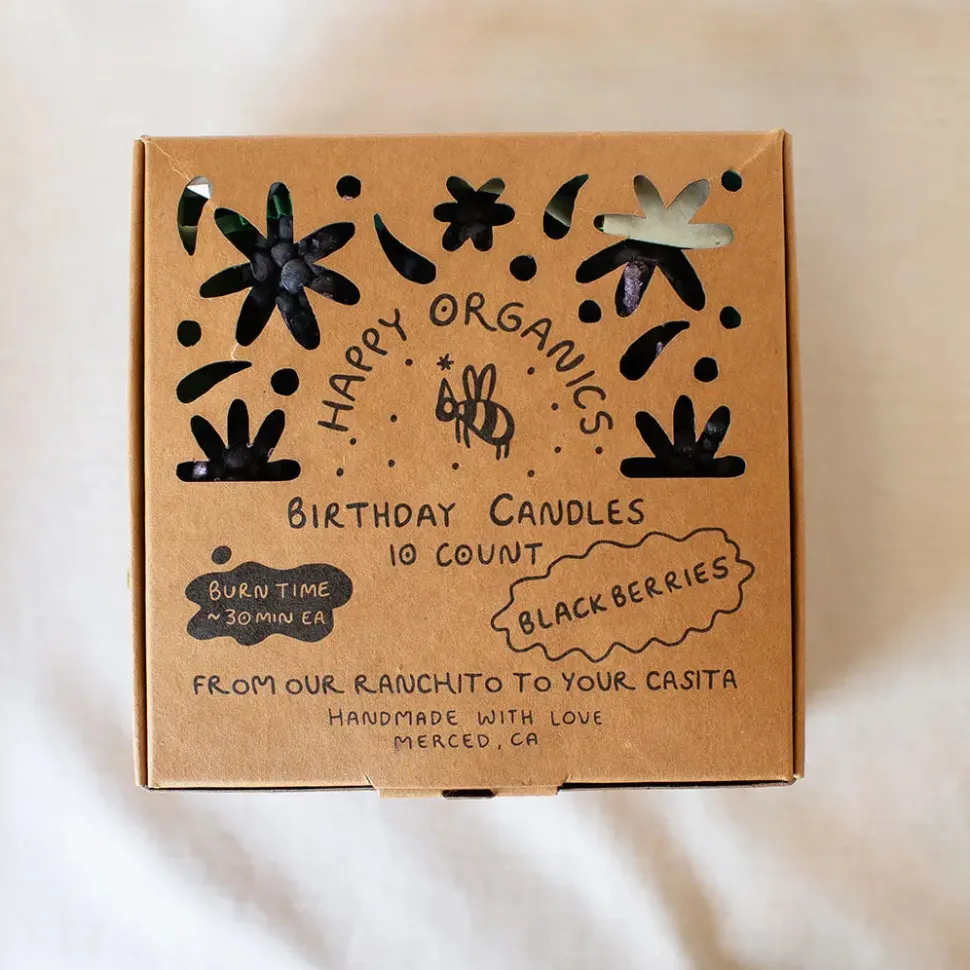 HAPPY ORGANICS
BIRTHDAY CANDLES
10 COUNT
BURN TIME
~30 MIN EA
BLACKBERRIES
FROM OUR RANCHITO TO YOUR CASITA
HANDMADE WITH LOVE
MERCED, CA